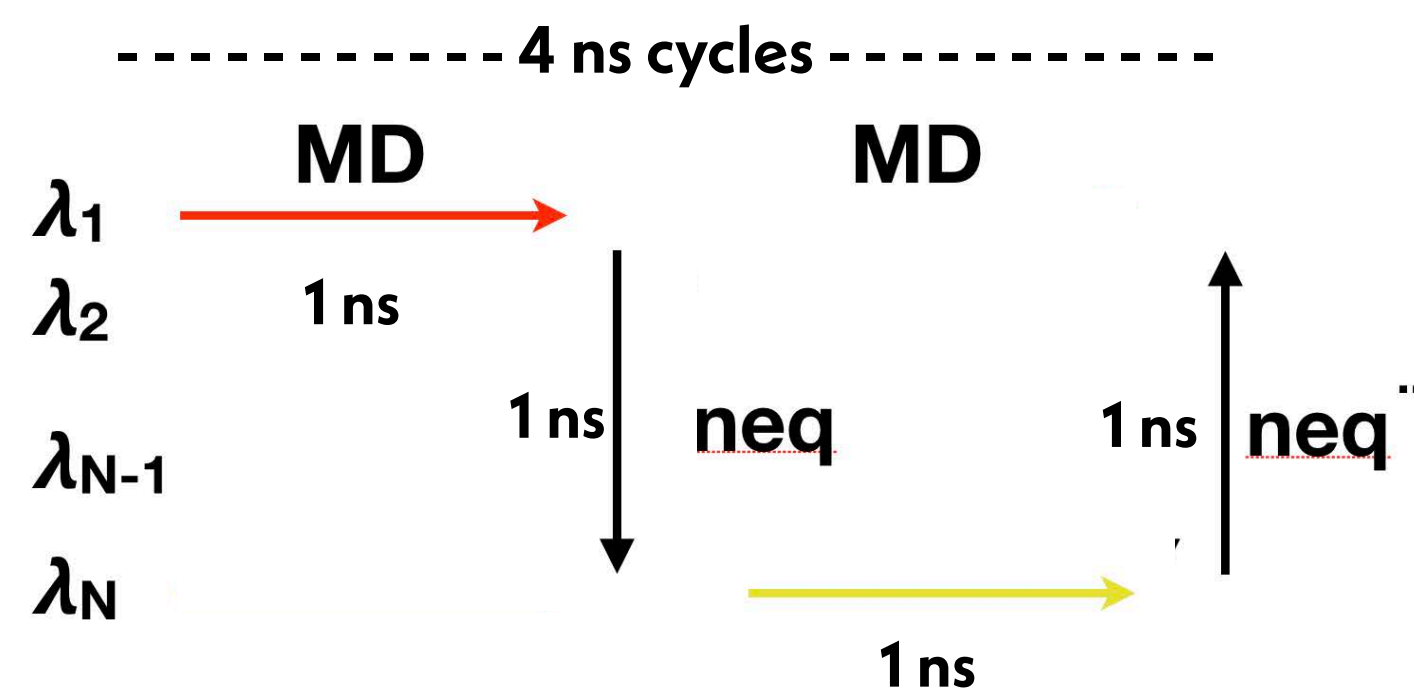 - - - - - - - - - - - 4 ns cycles - - - - - - - - - - -
MD MD
λ1
λ2
1 ns
1 ns neq 1 ns neq
λN-1
λN
1 ns